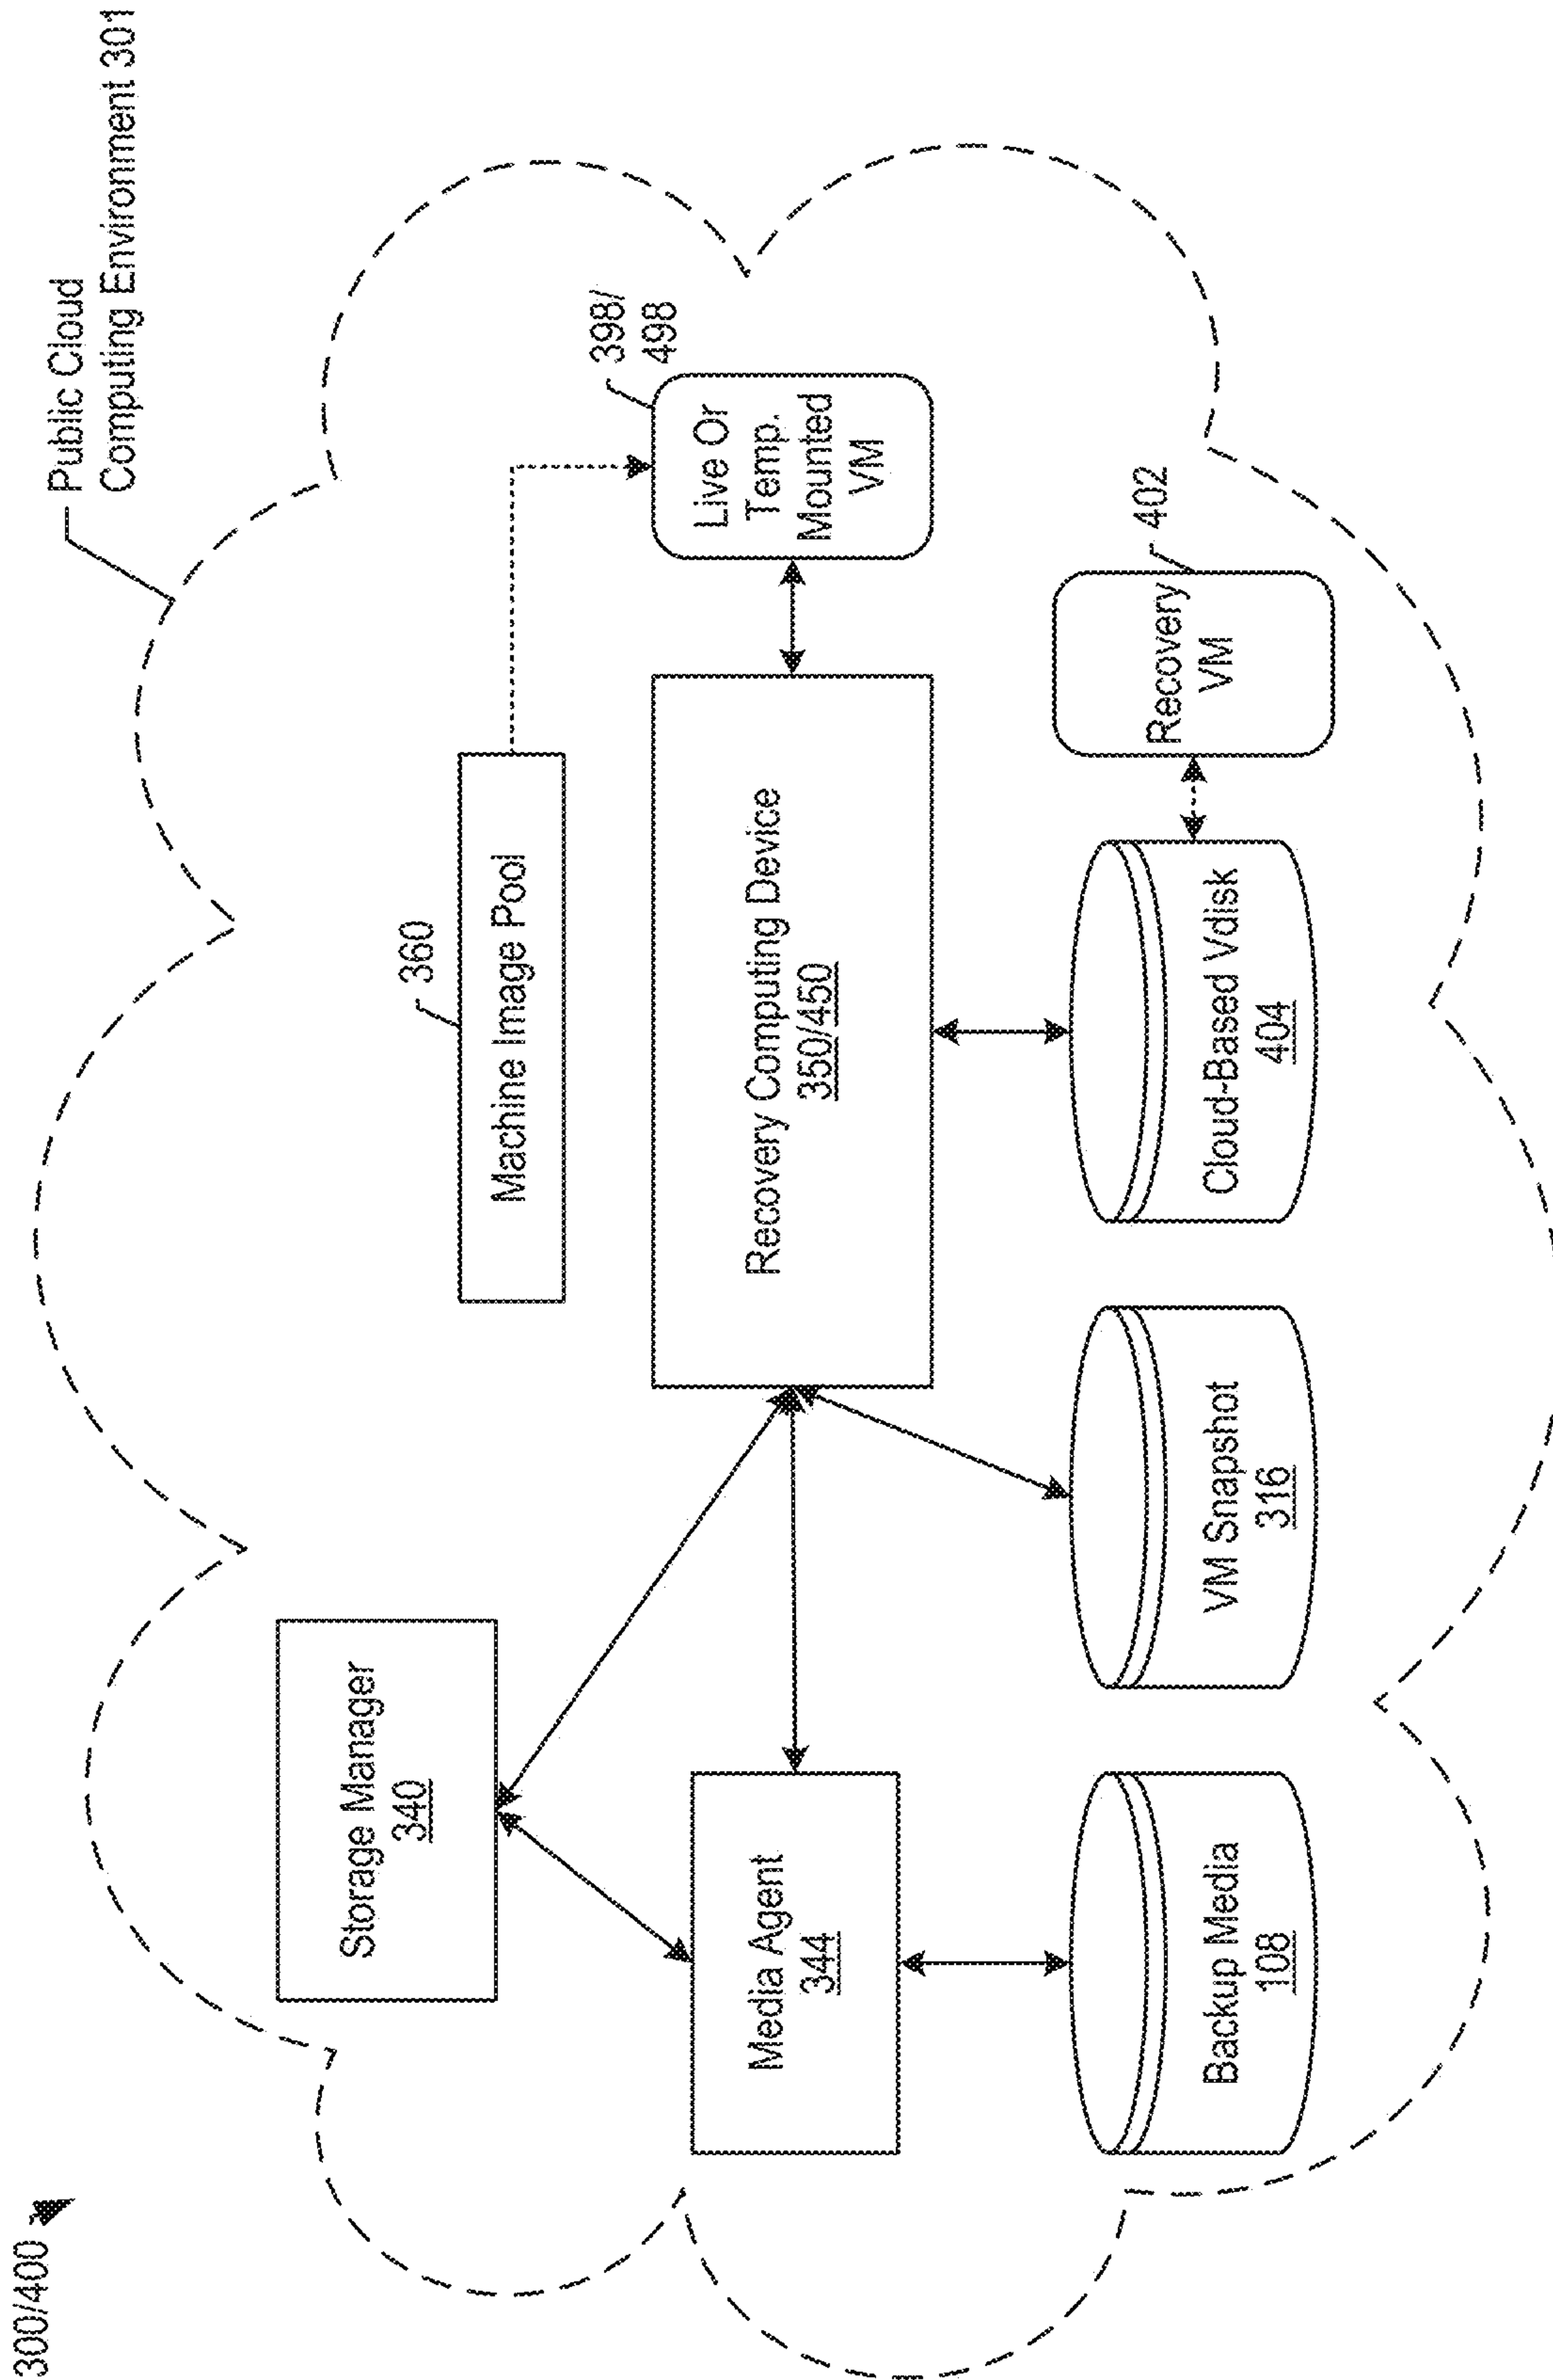 300/400
Public Cloud
Computing Environment 301
Storage Manager
340
360
Machine Image Pool
398/
498
Media Agent
344
Recovery Computing Device
350/450
Live Or
Temp.
Mounted
VM
Backup Media
108
VM Snapshot
316
Cloud-Based Vdisk
404
Recovery
VM
402